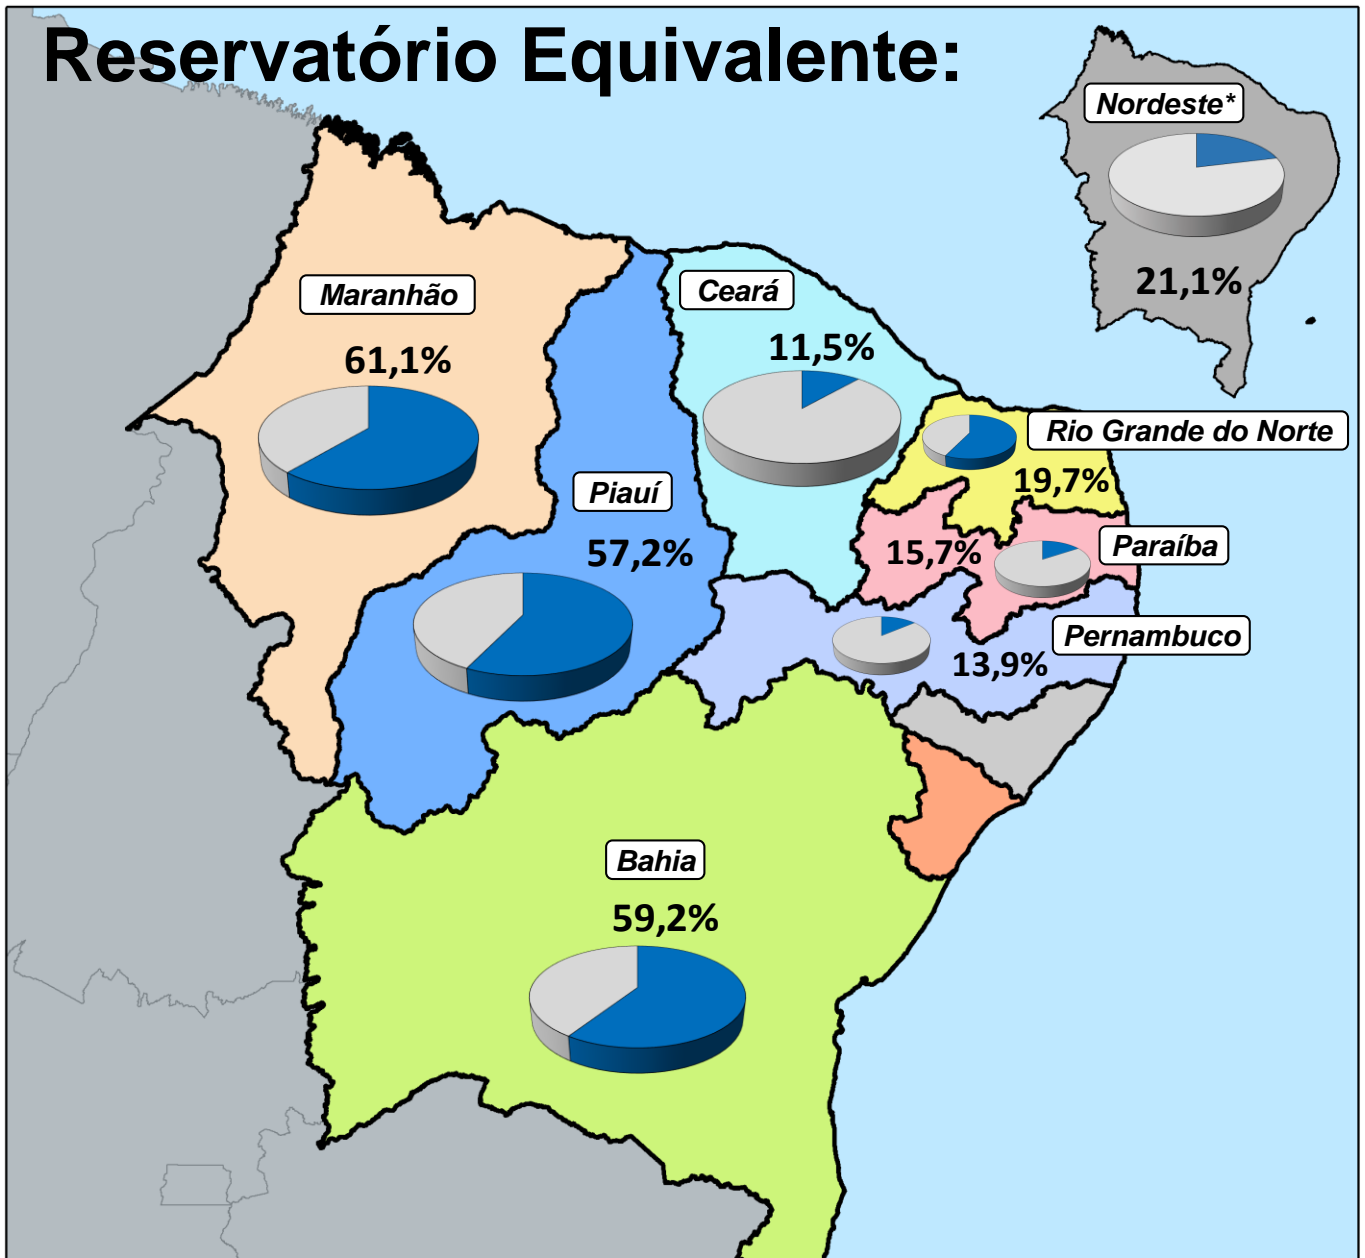 Reservatório Equivalente:
Nordeste*
21,1%
Maranhão
61,1%
Ceará
11,5%
Rio Grande do Norte
19,7%
Piauí
57,2%
Paraíba
15,7%
Pernambuco
13,9%
Bahia
59,2%